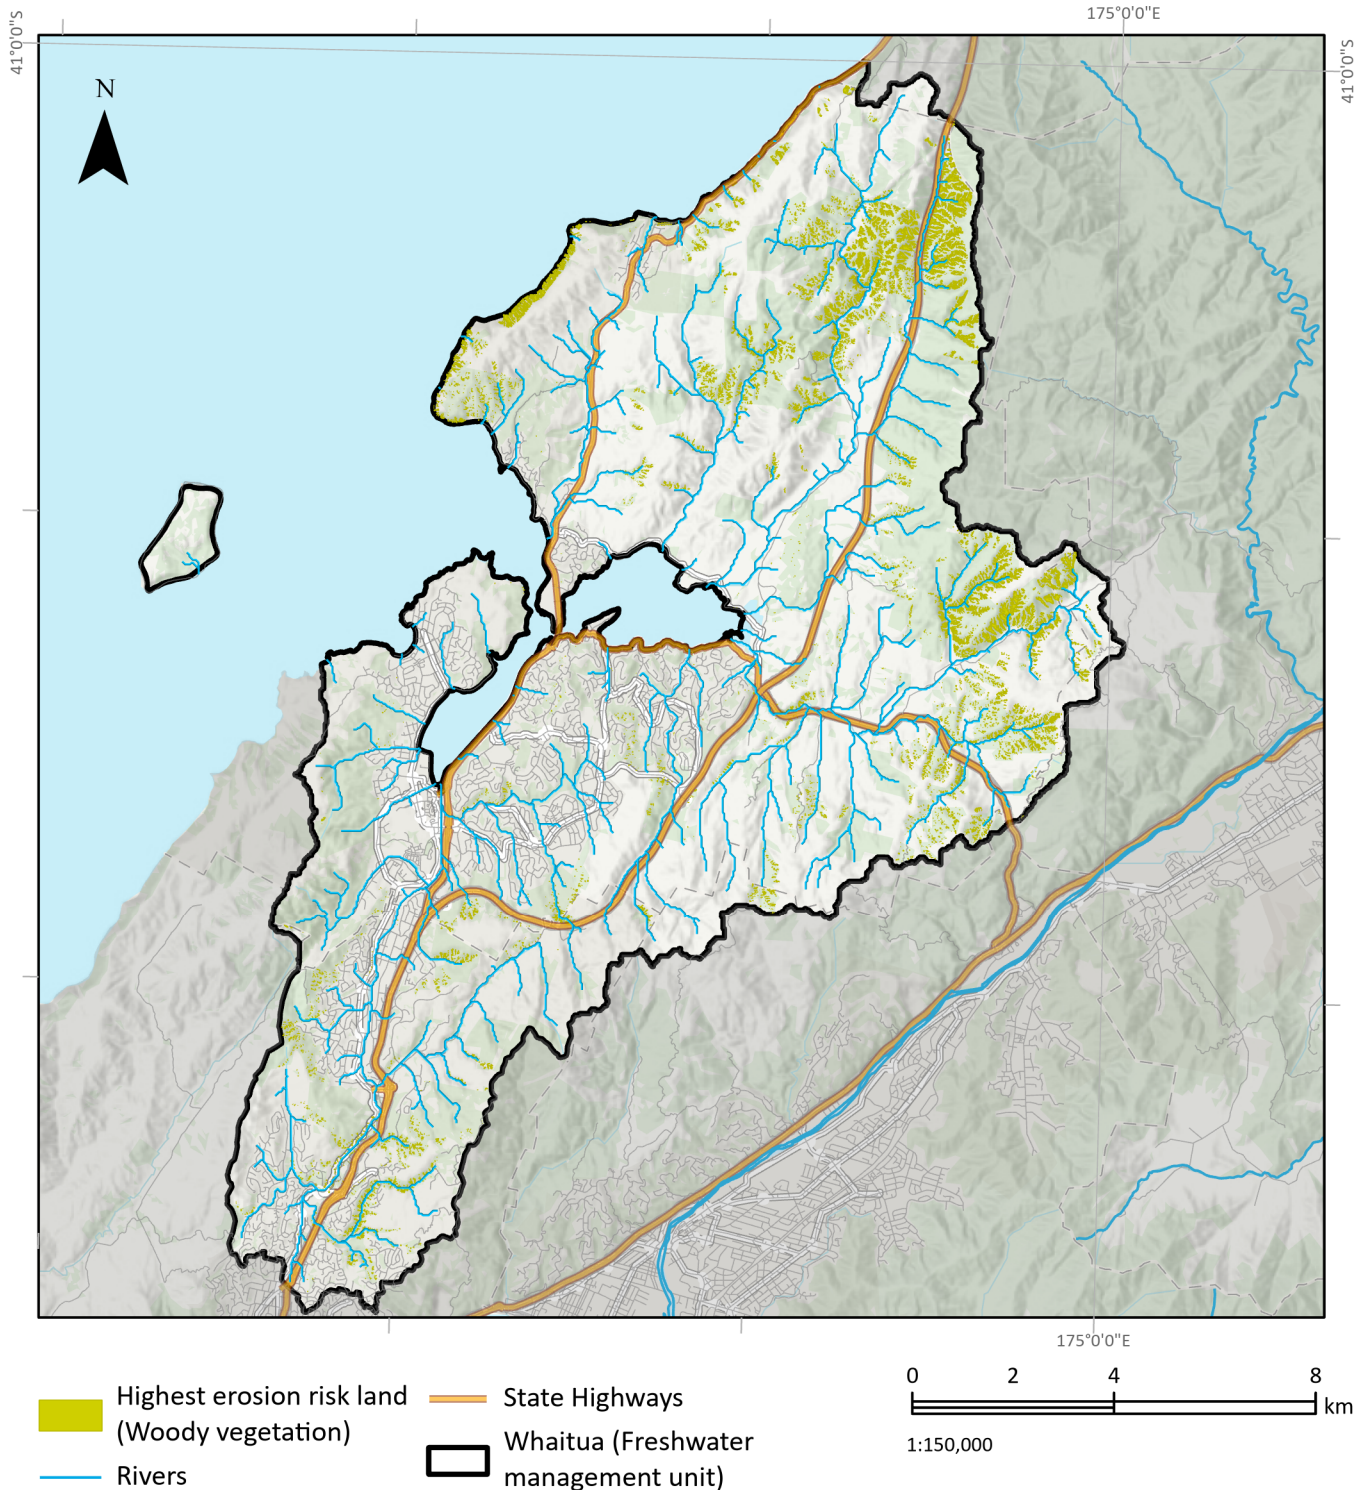 175°0'0"E
41°0'0"S
41°0'0"S
N
175°0'0"E
Highest erosion risk land
(Woody vegetation)
Rivers
State Highways
Whaitua (Freshwater
management unit)
0 2 4 8
km
1:150,000